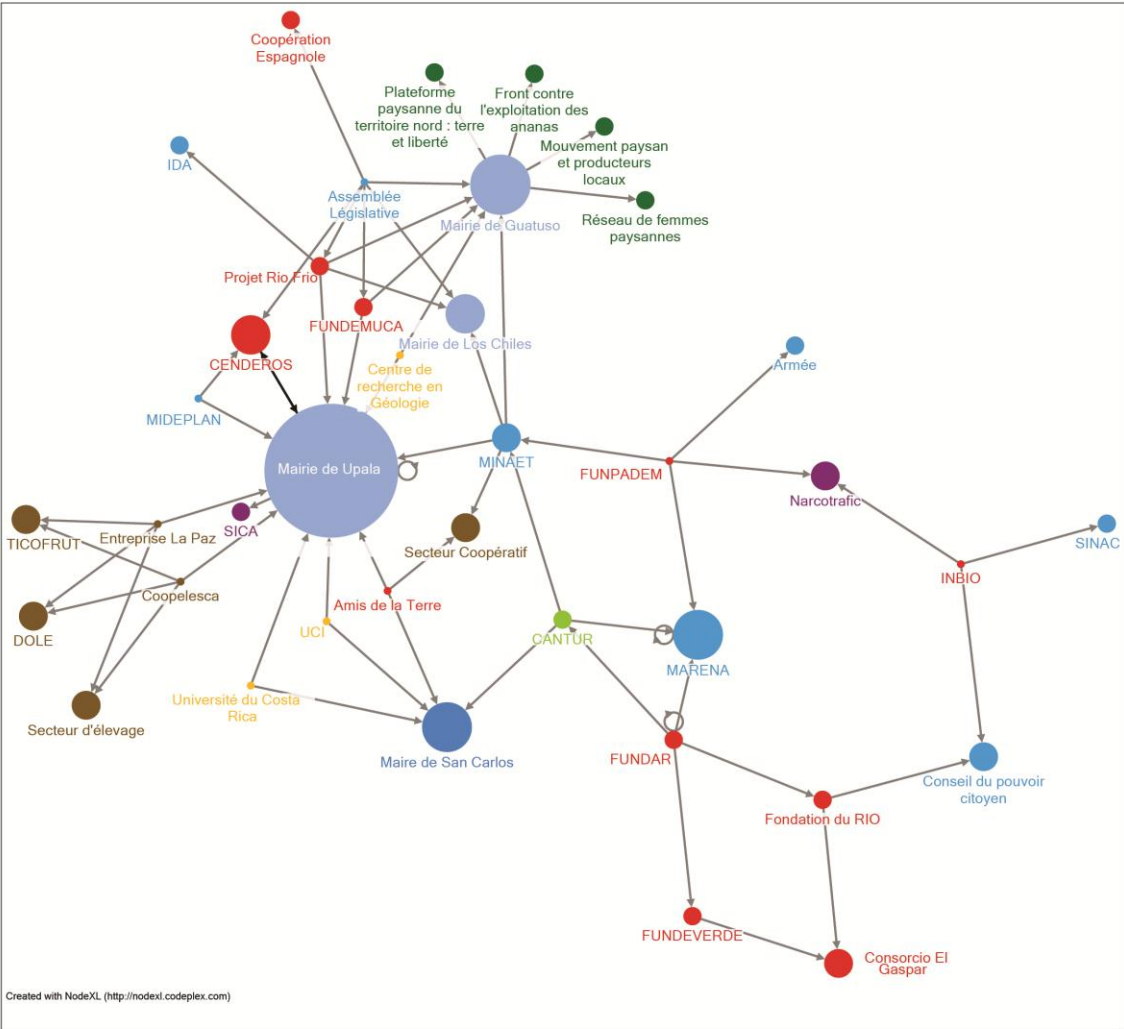 Coopération
Espagnole
Plateforme
paysanne du
territoire nord : terre
et liberté
Front contre
l'exploitation des
ananas
Mouvement paysan
et producteurs
locaux
IDA
Assemblée
Législative
Mairie de Guatuso
Réseau de femmes
paysannes
Projet Rio Frio
FUNDEMUCA
Mairie de Los Chiles
CENDEROS
Centre de
recherche en
Géologie
Armée
MIDEPLAN
Mairie de Upala
MINAET
FUNPADEM
Narcotrafic
TICOFRUT
Entreprise La Paz
SICA
Secteur Coopératif
SINAC
INBIO
Coopelesca
Amis de la Terre
DOLE
UCI
CANTUR
MARENA
Université du Costa
Rica
Secteur d'élevage
Maire de San Carlos
FUNDAR
Conseil du pouvoir
citoyen
Fondation du RIO
FUNDEVERDE
Consorcio El
Gaspar
Created with NodeXL (http://nodexl.codeplex.com)